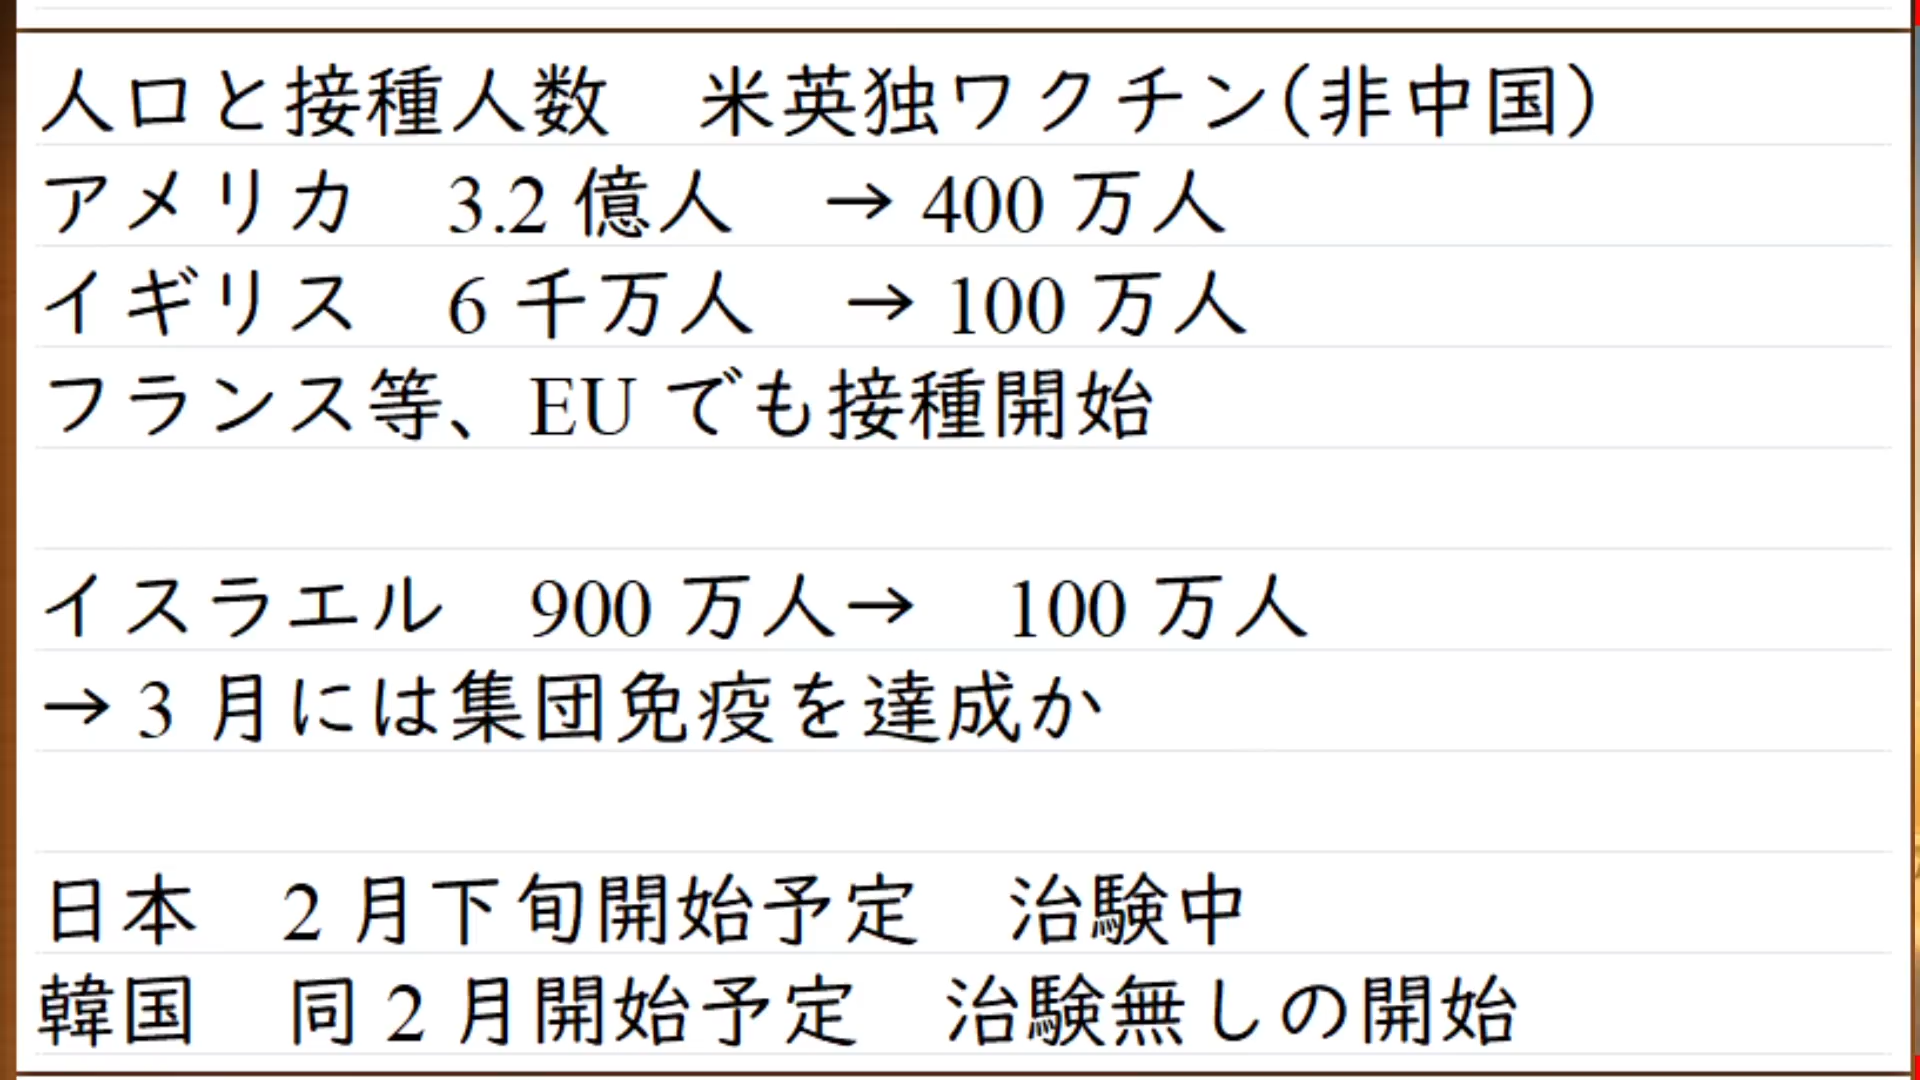 人口と接種人数　米英独ワクチン(非中国)
アメリカ　3.2 億人　→ 400 万人
イギリス　6 千万人　→ 100 万人
フランス等、EU でも接種開始
イスラエル　900 万人→　100 万人
→ 3 月には集団免疫を達成か
日本　2 月下旬開始予定　治験中
韓国　同 2 月開始予定　治験無しの開始